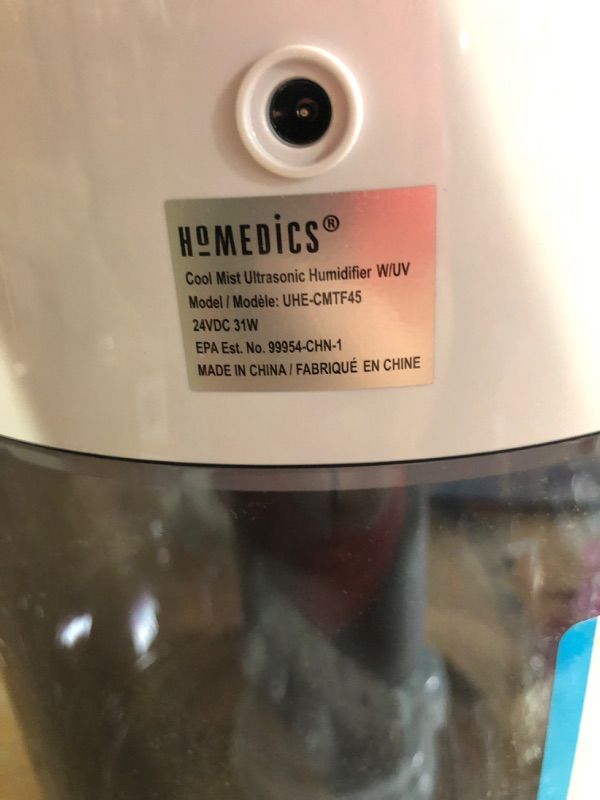 HoMEDiCS®
Cool Mist Ultrasonic Humidifier W/UV
Model / Modèle: UHE-CMTF45
24VDC 31W
EPA Est. No. 99954-CHN-1
MADE IN CHINA / FABRIQUÉ EN CHINE